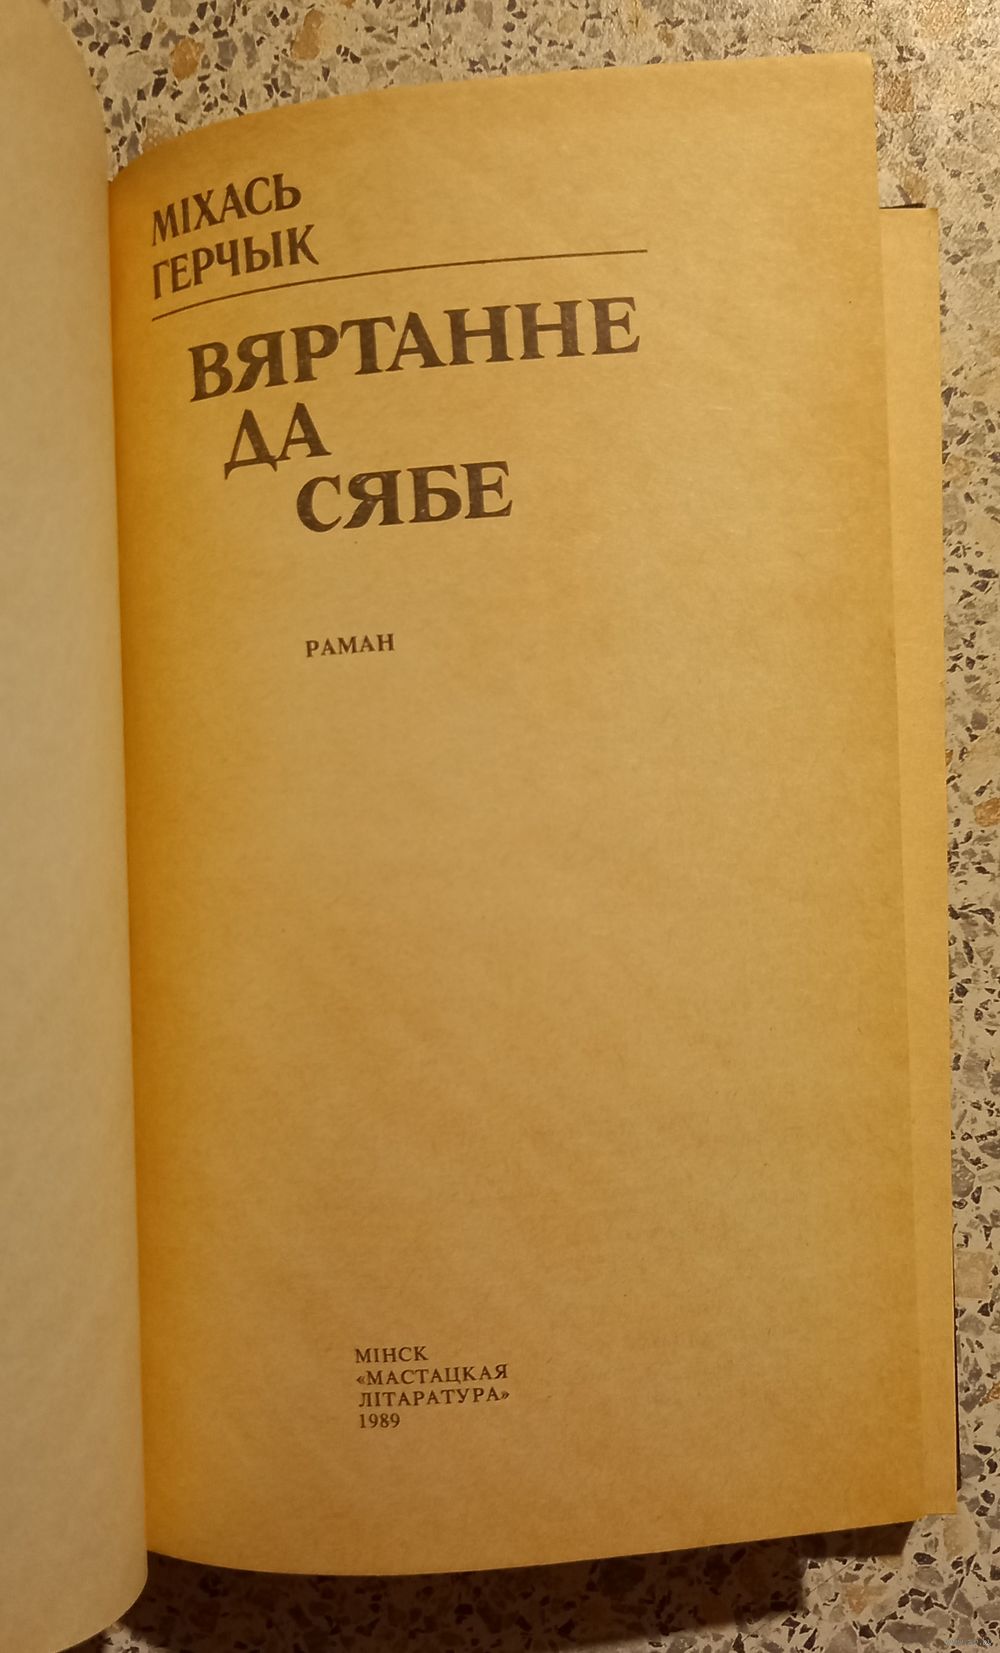 МІХАСЬ
ГЕРЧЫК
ВЯРТАННЕ
ДА
СЯБЕ
РАМАН
МІНСК
«МАСТАЦКАЯ
ЛІТАРАТУРА»
1989